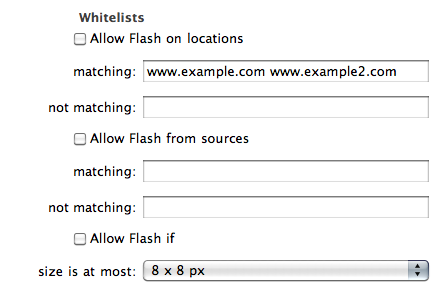 Whitelists
Allow Flash on locations
matching: www.example.com www.example2.com
not matching:
Allow Flash from sources
matching:
not matching:
Allow Flash if
size is at most: 8 x 8 px